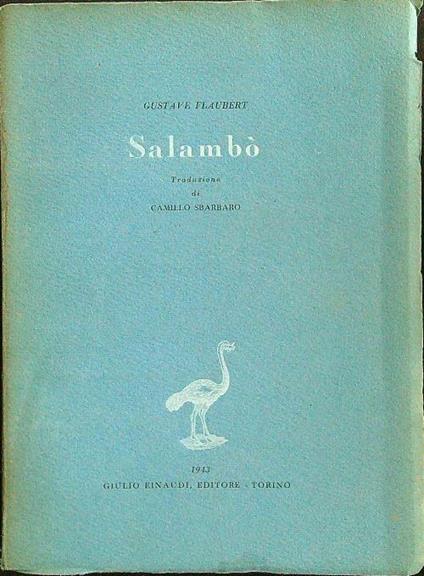 GUSTAVE FLAUBERT
Salambò
Traduzione
di
CAMILLO SBARBARO
1943
GIULIO EINAUDI, EDITORE - TORINO